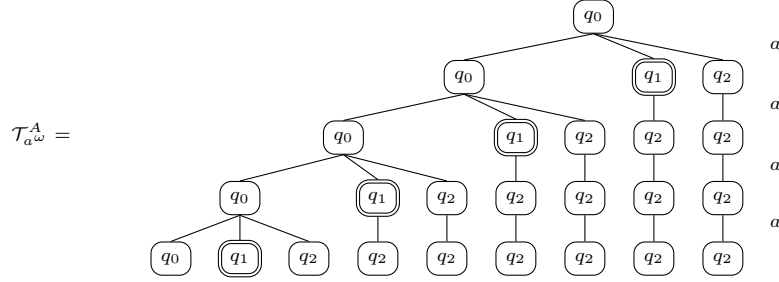 q₀
a
q₀ q₁ q₂
a
𝒯ᴬ_{a^ω} = q₀ q₁ q₂ q₂ q₂
a
q₀ q₁ q₂ q₂ q₂ q₂ q₂
a
q₀ q₁ q₂ q₂ q₂ q₂ q₂ q₂ q₂